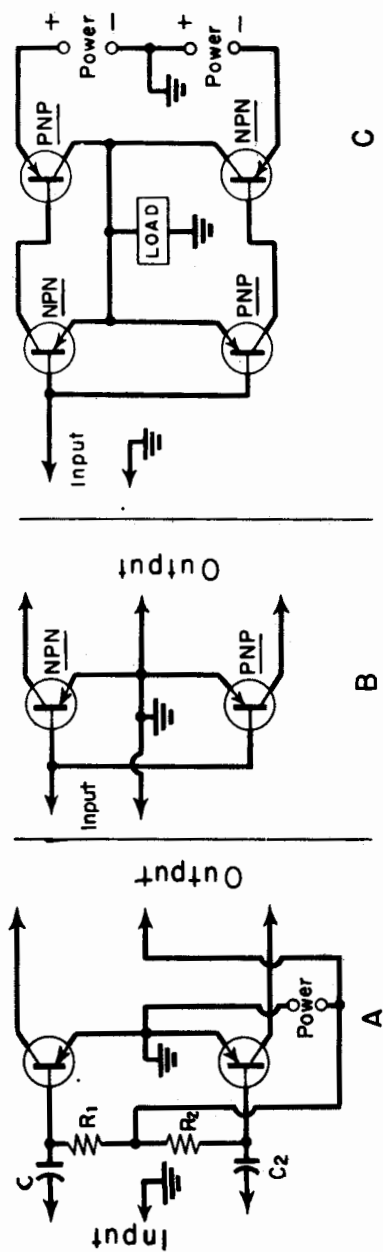 Input
C
C2
R1
R2
Power
Output
A
Input
NPN
PNP
Output
B
Input
NPN
PNP
PNP
NPN
LOAD
+
Power
-
+
Power
-
C